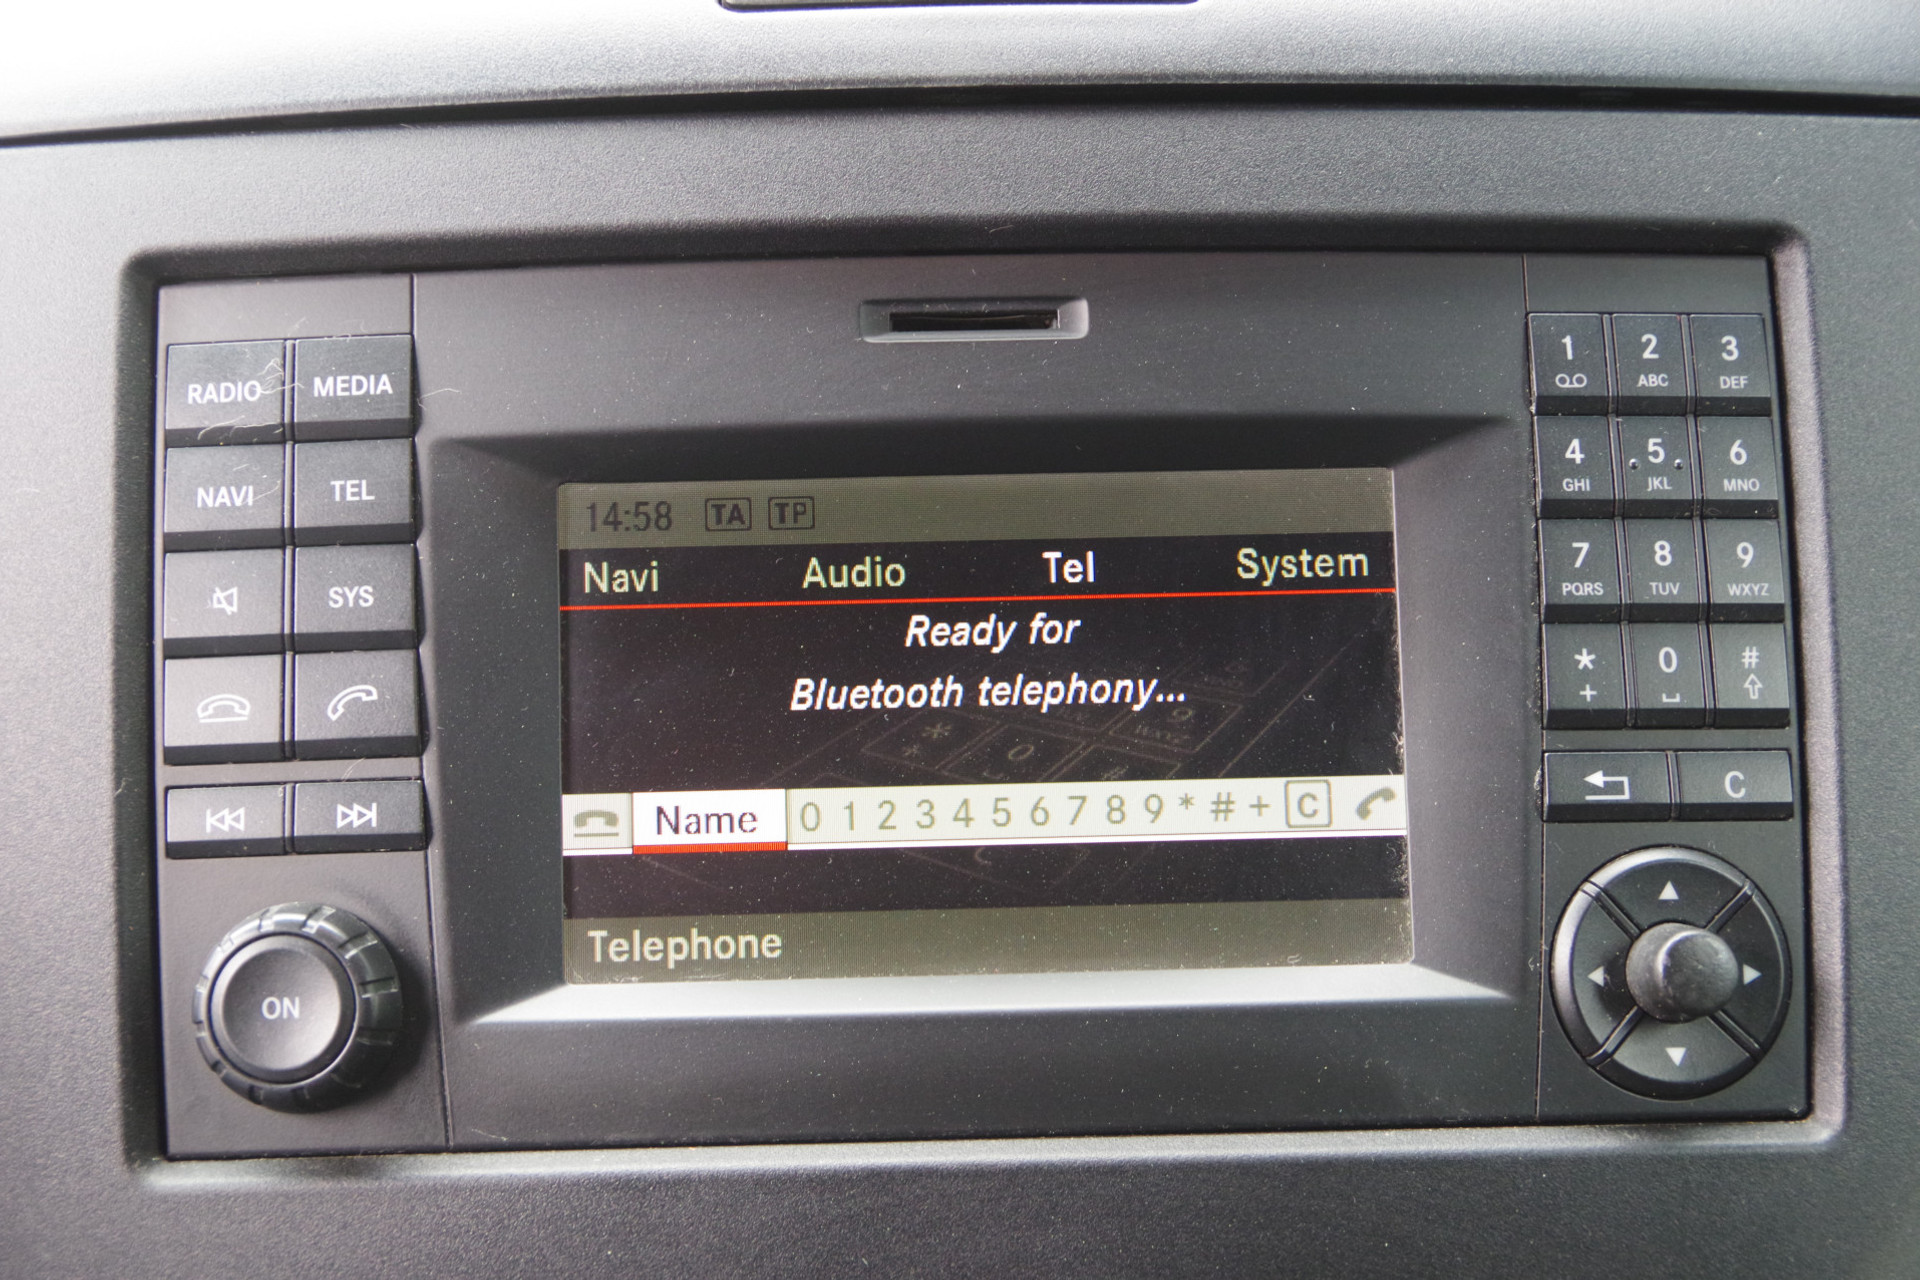 RADIO MEDIA
NAVI TEL
SYS
ON
14:58 TA TP
Navi Audio Tel System
Ready for
Bluetooth telephony...
Name 0 1 2 3 4 5 6 7 8 9 * # + C
Telephone
1 2 3
ABC DEF
4 5 6
GHI JKL MNO
7 8 9
PQRS TUV WXYZ
* 0 #
+
C